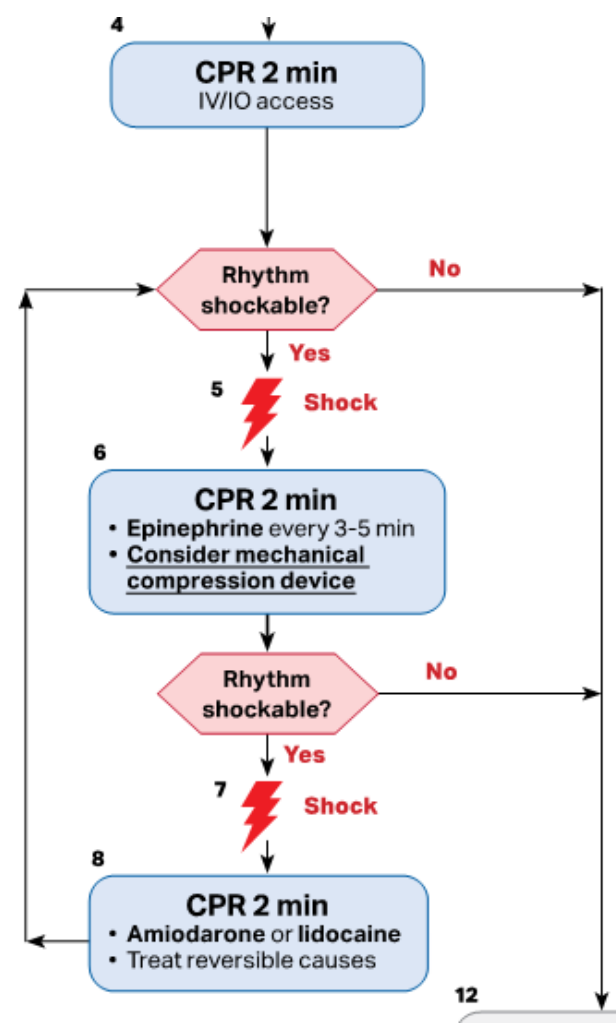 4
CPR 2 min
IV/IO access
Rhythm
shockable?
No
Yes
5
Shock
6
CPR 2 min
• Epinephrine every 3-5 min
• Consider mechanical
compression device
Rhythm
shockable?
No
Yes
7
Shock
8
CPR 2 min
• Amiodarone or lidocaine
• Treat reversible causes
12